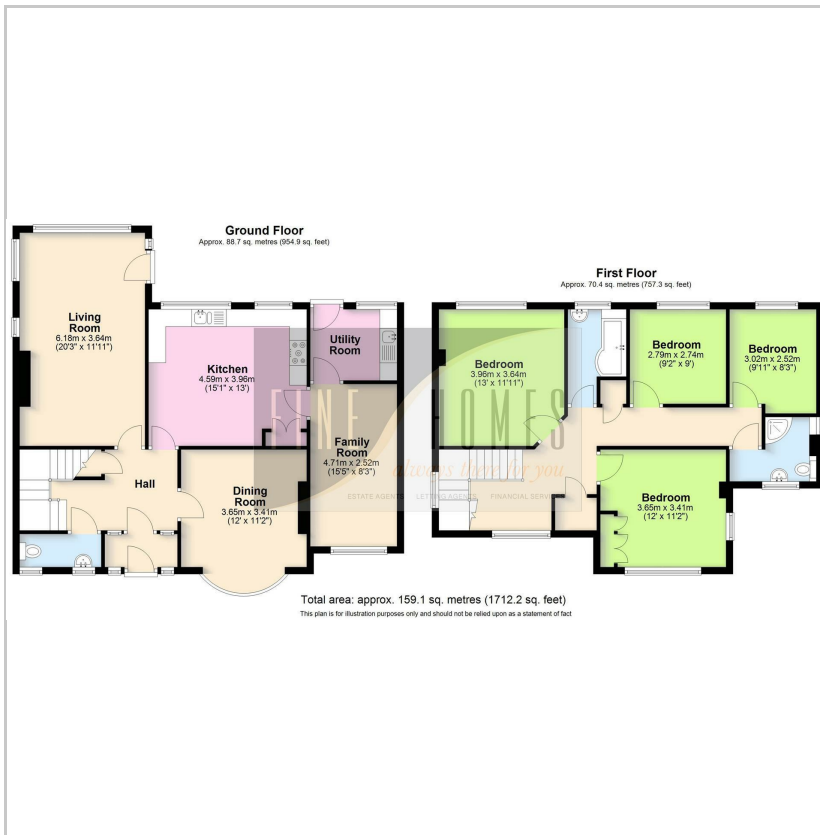 Ground Floor
Approx. 88.7 sq. metres (954.9 sq. feet)
Living
Room
6.18m x 3.64m
(20'3" x 11'11")
Kitchen
4.59m x 3.96m
(15'1" x 13')
Utility
Room
Family
Room
4.71m x 2.52m
(15'5" x 8'3")
Hall
Dining
Room
3.65m x 3.41m
(12' x 11'2")
First Floor
Approx. 70.4 sq. metres (757.3 sq. feet)
Bedroom
3.96m x 3.64m
(13' x 11'11")
Bedroom
2.79m x 2.74m
(9'2" x 9')
Bedroom
3.02m x 2.52m
(9'11" x 8'3")
Bedroom
3.65m x 3.41m
(12' x 11'2")
FINE HOMES
always there for you
ESTATE AGENTS LETTING AGENTS FINANCIAL SERVICES
Total area: approx. 159.1 sq. metres (1712.2 sq. feet)
This plan is for illustration purposes only and should not be relied upon as a statement of fact